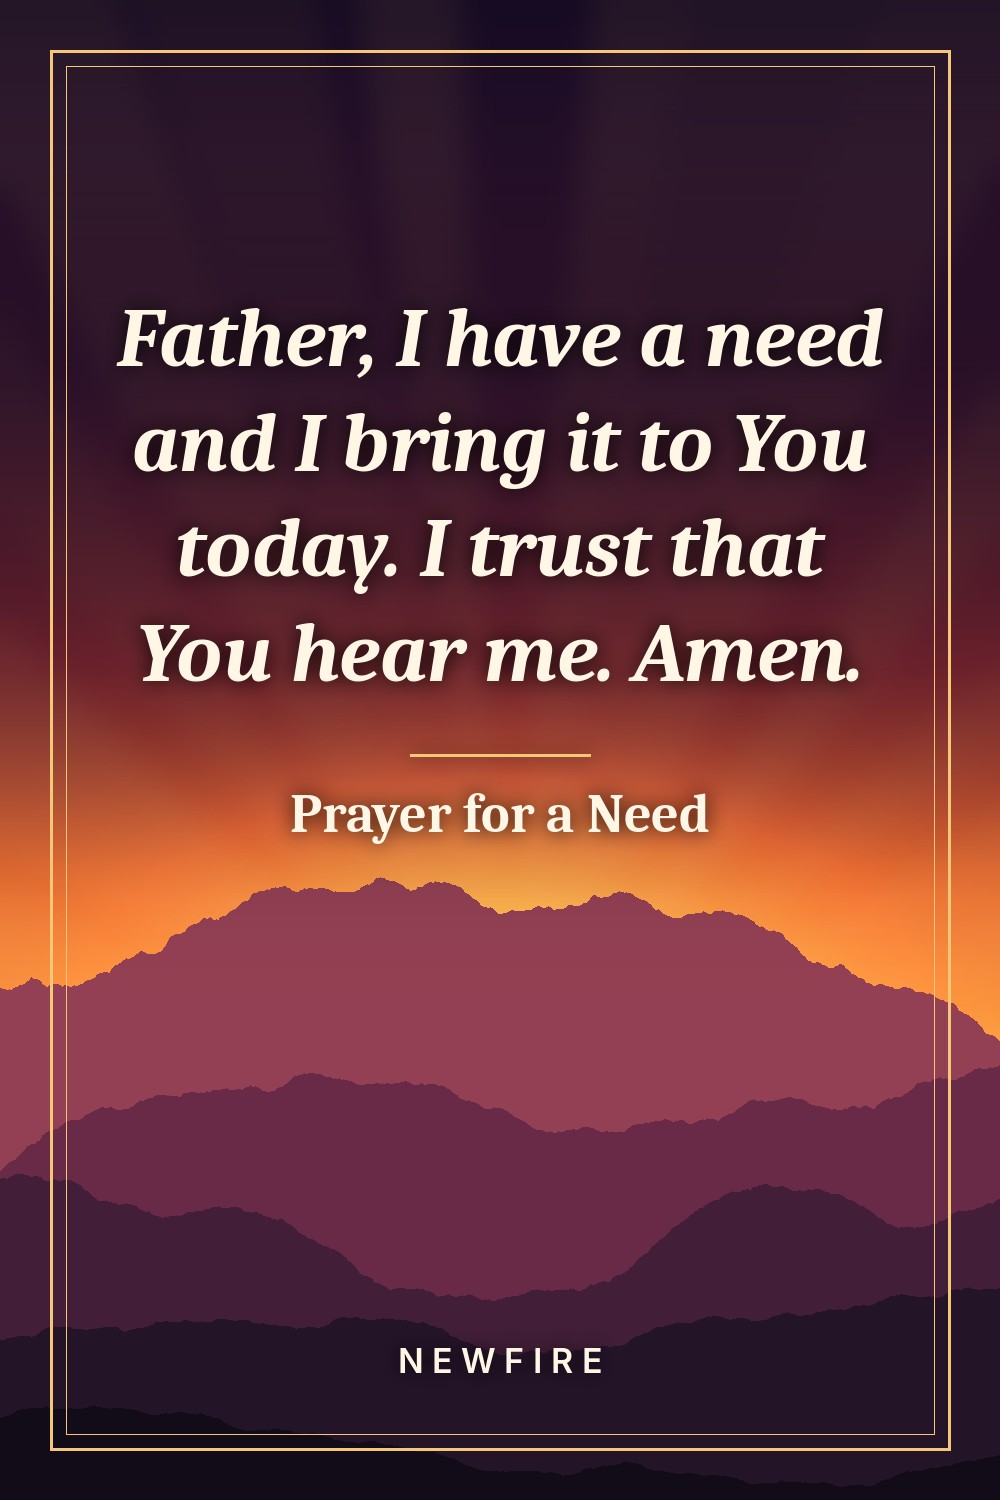 Father, I have a need
and I bring it to You
today. I trust that
You hear me. Amen.
Prayer for a Need
NEWFIRE